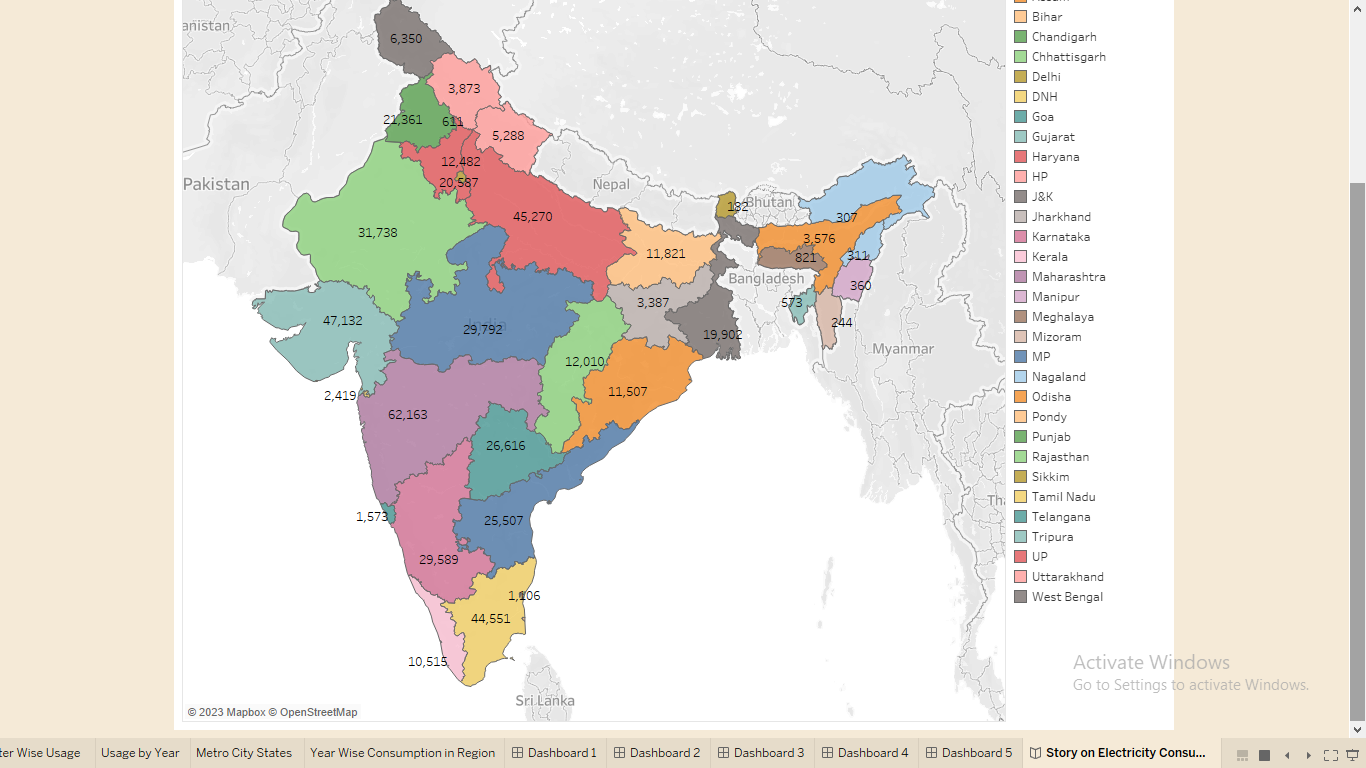 anistan
6,350
3,873
21,361
611
5,288
12,482
20,587
Pakistan
Nepal
182
Bhutan
45,270
307
31,738
3,576
11,821
311
821
Bangladesh
360
3,387
573
47,132
India
29,792
244
19,902
Myanmar
12,010
2,419
11,507
62,163
26,616
1,573
25,507
29,589
1,106
44,551
10,515
Sri Lanka
Tha
© 2023 Mapbox © OpenStreetMap
Assam
Bihar
Chandigarh
Chhattisgarh
Delhi
DNH
Goa
Gujarat
Haryana
HP
J&K
Jharkhand
Karnataka
Kerala
Maharashtra
Manipur
Meghalaya
Mizoram
MP
Nagaland
Odisha
Pondy
Punjab
Rajasthan
Sikkim
Tamil Nadu
Telangana
Tripura
UP
Uttarakhand
West Bengal
Activate Windows
Go to Settings to activate Windows.
ter Wise Usage Usage by Year Metro City States Year Wise Consumption in Region Dashboard 1 Dashboard 2 Dashboard 3 Dashboard 4 Dashboard 5 Story on Electricity Consu...